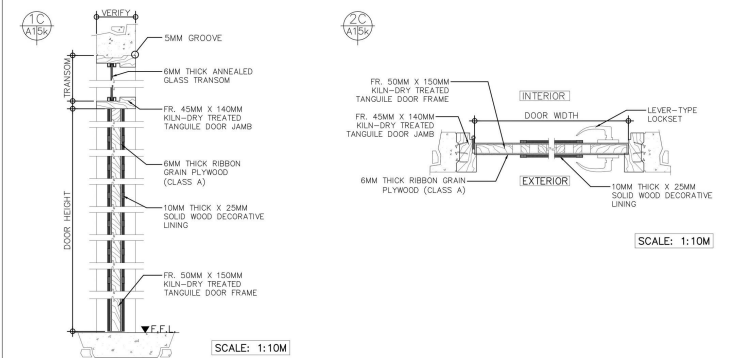 1C
A15k
VERIFY
5MM GROOVE
TRANSOM
6MM THICK ANNEALED
GLASS TRANSOM
FR. 45MM X 140MM
KILN-DRY TREATED
TANGUILE DOOR JAMB
6MM THICK RIBBON
GRAIN PLYWOOD
(CLASS A)
DOOR HEIGHT
10MM THICK X 25MM
SOLID WOOD DECORATIVE
LINING
FR. 50MM X 150MM
KILN-DRY TREATED
TANGUILE DOOR FRAME
F.F.L.
SCALE: 1:10M
2C
A15k
FR. 50MM X 150MM
KILN-DRY TREATED
TANGUILE DOOR FRAME
INTERIOR
DOOR WIDTH
LEVER-TYPE
LOCKSET
FR. 45MM X 140MM
KILN-DRY TREATED
TANGUILE DOOR JAMB
6MM THICK RIBBON GRAIN
PLYWOOD (CLASS A)
EXTERIOR
10MM THICK X 25MM
SOLID WOOD DECORATIVE
LINING
SCALE: 1:10M